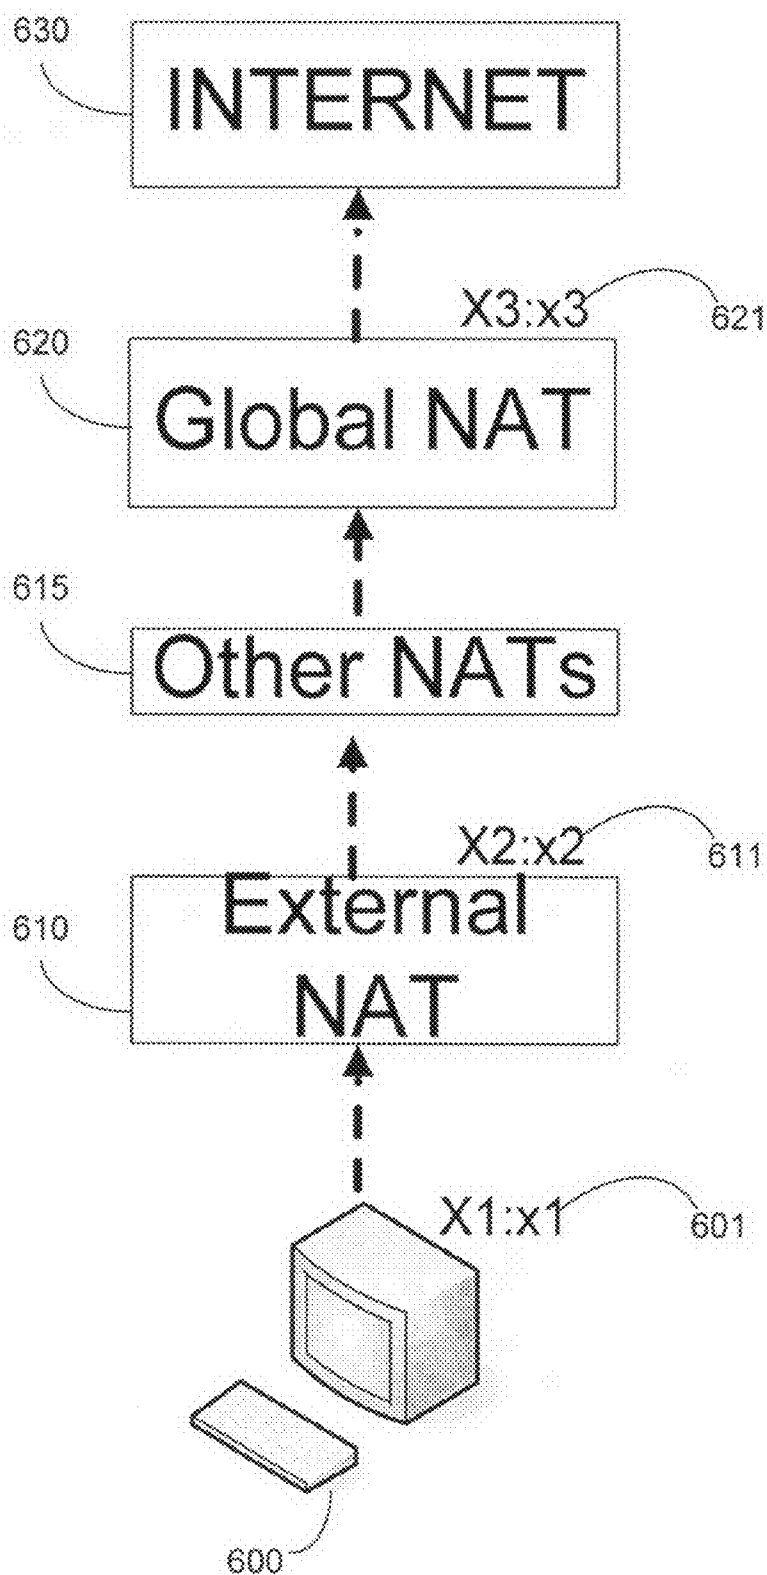 630
INTERNET
X3:x3
621
620
Global NAT
615
Other NATs
X2:x2
611
External
610
NAT
X1:x1
601
600